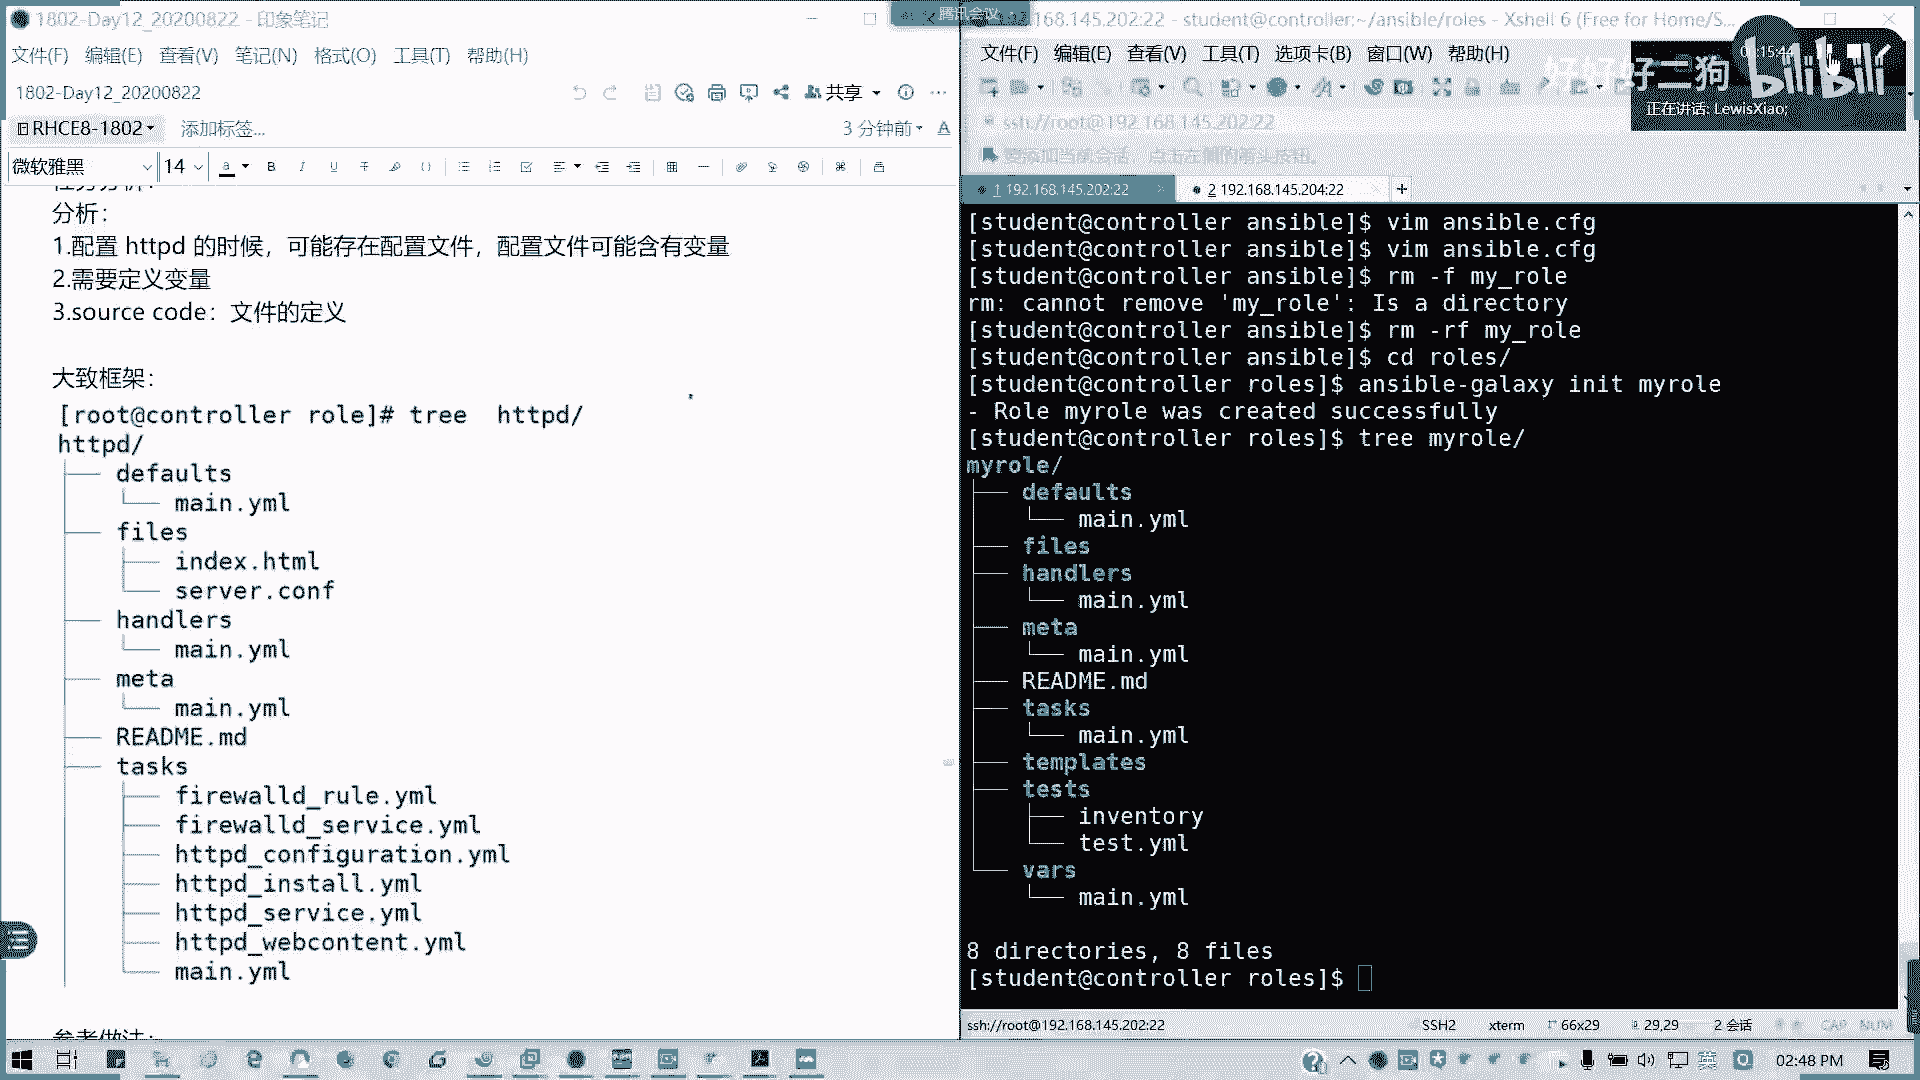 1802-Day12_20200822 - 印象笔记
文件(F) 编辑(E) 查看(V) 笔记(N) 格式(O) 工具(T) 帮助(H)
1802-Day12_20200822
共享
RHCE8-1802
添加标签...
3 分钟前
微软雅黑
14
分析：
1.配置 httpd 的时候，可能存在配置文件，配置文件可能含有变量
2.需要定义变量
3.source code：文件的定义
大致框架：
[root@controller role]# tree  httpd/
httpd/
├── defaults
│   └── main.yml
├── files
│   ├── index.html
│   └── server.conf
├── handlers
│   └── main.yml
├── meta
│   └── main.yml
├── README.md
├── tasks
│   ├── firewalld_rule.yml
│   ├── firewalld_service.yml
│   ├── httpd_configuration.yml
│   ├── httpd_install.yml
│   ├── httpd_service.yml
│   ├── httpd_webcontent.yml
│   └── main.yml
参考做法：
腾讯会议
168.145.202:22 - student@controller:~/ansible/roles - Xshell 6 (Free for Home/S...
文件(F) 编辑(E) 查看(V) 工具(T) 选项卡(B) 窗口(W) 帮助(H)
好好好二狗
bilibili
正在讲话: LewisXiao;
ssh://root@192.168.145.202:22
要添加当前会话，点击左侧的箭头按钮。
1 192.168.145.202:22
2 192.168.145.204:22
[student@controller ansible]$ vim ansible.cfg
[student@controller ansible]$ vim ansible.cfg
[student@controller ansible]$ rm -f my_role
rm: cannot remove 'my_role': Is a directory
[student@controller ansible]$ rm -rf my_role
[student@controller ansible]$ cd roles/
[student@controller roles]$ ansible-galaxy init myrole
- Role myrole was created successfully
[student@controller roles]$ tree myrole/
myrole/
├── defaults
│   └── main.yml
├── files
├── handlers
│   └── main.yml
├── meta
│   └── main.yml
├── README.md
├── tasks
│   └── main.yml
├── templates
├── tests
│   ├── inventory
│   └── test.yml
└── vars
    └── main.yml
8 directories, 8 files
[student@controller roles]$
ssh://root@192.168.145.202:22
SSH2
xterm
66x29
29,29
2 会话
CAP NUM
英
02:48 PM